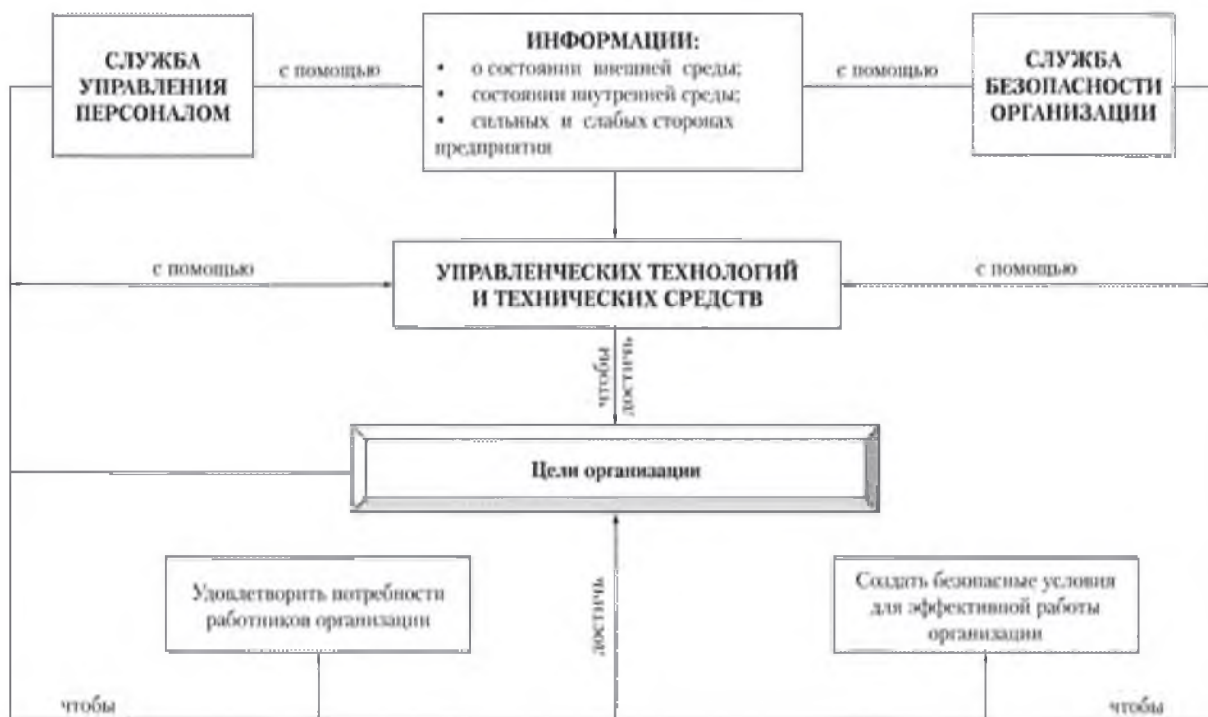 СЛУЖБА
УПРАВЛЕНИЯ
ПЕРСОНАЛОМ
с помощью
ИНФОРМАЦИИ:
• о состоянии внешней среды;
• состоянии внутренней среды;
• сильных и слабых сторонах
предприятия
с помощью
СЛУЖБА
БЕЗОПАСНОСТИ
ОРГАНИЗАЦИИ
с помощью
УПРАВЛЕНЧЕСКИХ ТЕХНОЛОГИЙ
И ТЕХНИЧЕСКИХ СРЕДСТВ
с помощью
чтобы
достичь
Цели организации
Удовлетворить потребности
работников организации
достичь
Создать безопасные условия
для эффективной работы
организации
чтобы
чтобы